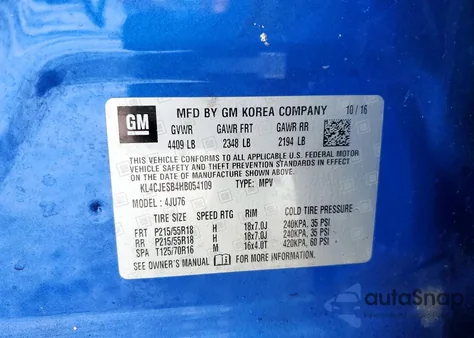 GM
MFD BY GM KOREA COMPANY 10/16
GVWR GAWR FRT GAWR RR
4409 LB 2348 LB 2194 LB
THIS VEHICLE CONFORMS TO ALL APPLICABLE U.S. FEDERAL MOTOR
VEHICLE SAFETY AND THEFT PREVENTION STANDARDS IN EFFECT
ON THE DATE OF MANUFACTURE SHOWN ABOVE.
KL4CJESB4HB054109 TYPE: MPV
MODEL: 4JU76
TIRE SIZE SPEED RTG RIM COLD TIRE PRESSURE
FRT P215/55R18 H 18x7.0J 240KPA, 35 PSI
RR P215/55R18 H 18x7.0J 240KPA, 35 PSI
SPA T125/70R16 M 16x4.0T 420KPA, 60 PSI
SEE OWNER'S MANUAL FOR MORE INFORMATION.
autoSnap